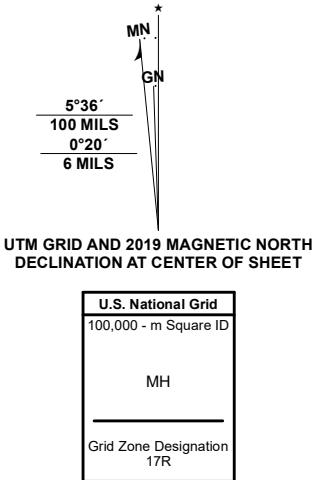 ★
MN
GN
5°36´
100 MILS
0°20´
6 MILS
UTM GRID AND 2019 MAGNETIC NORTH
DECLINATION AT CENTER OF SHEET
U.S. National Grid
100,000 - m Square ID
MH
Grid Zone Designation
17R